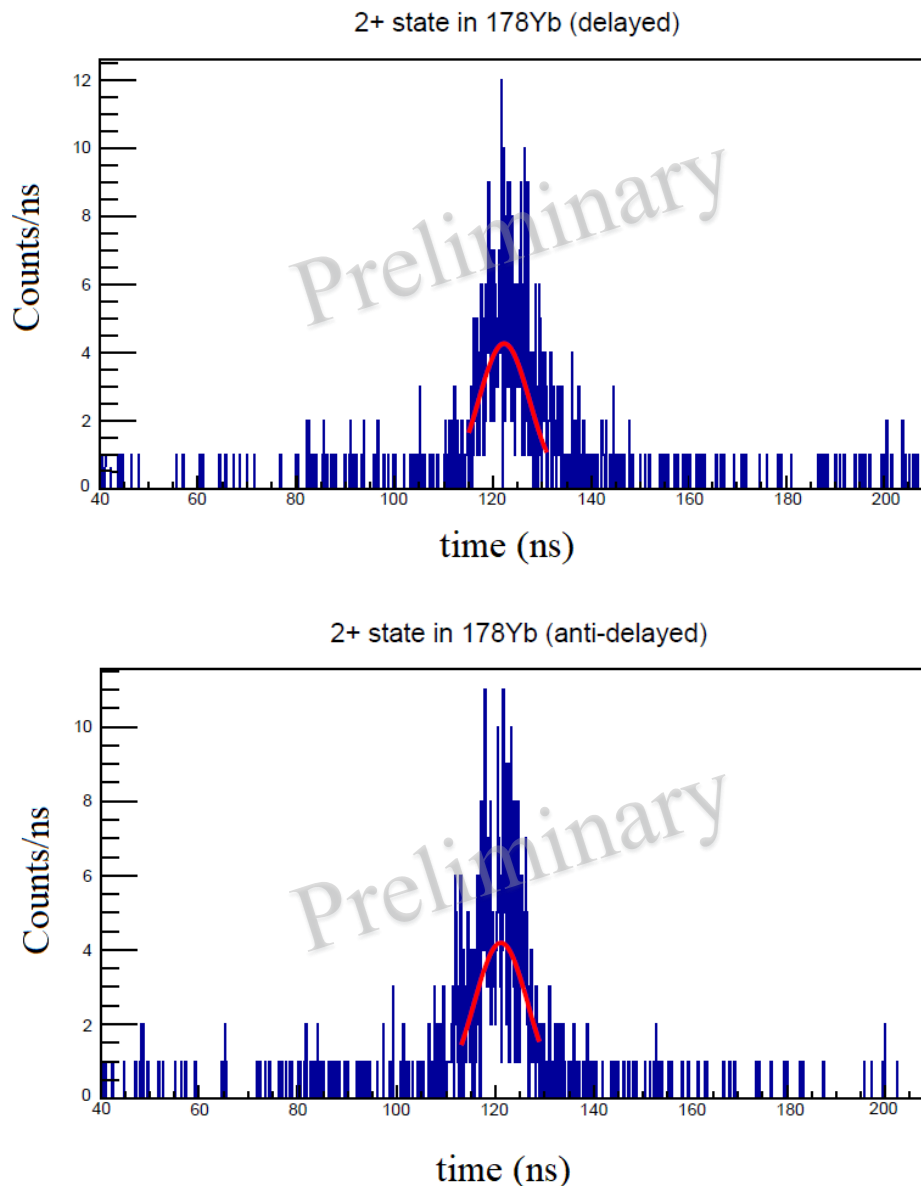 2+ state in 178Yb (delayed)
12
10
8
6
4
2
0
Counts/ns
Preliminary
40 60 80 100 120 140 160 180 200
time (ns)
2+ state in 178Yb (anti-delayed)
10
8
6
4
2
0
Counts/ns
Preliminary
40 60 80 100 120 140 160 180 200
time (ns)